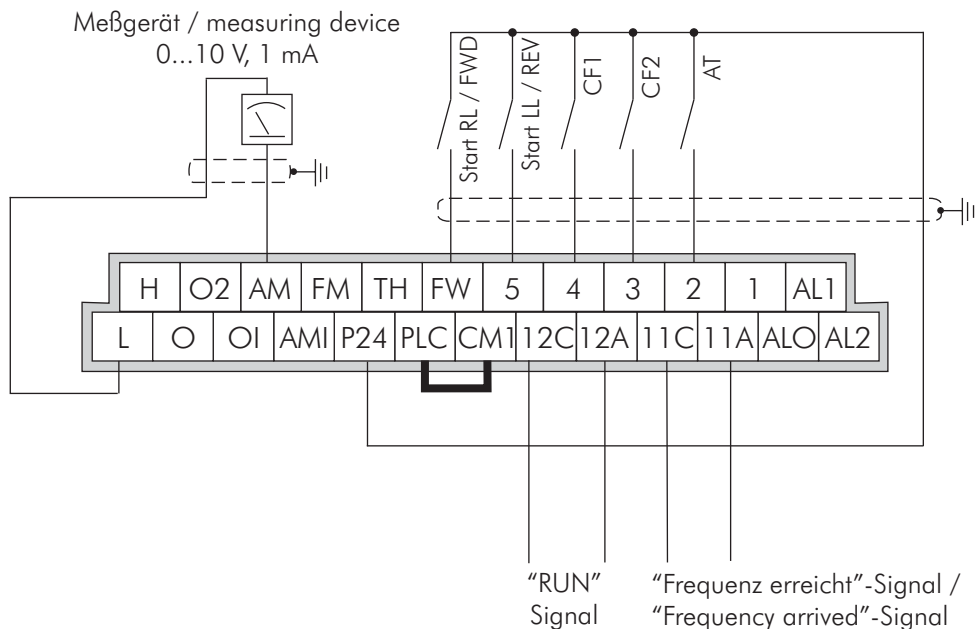 Meßgerät / measuring device
0...10 V, 1 mA
Start RL / FWD
Start LL / REV
CF1
CF2
AT
H O2 AM FM TH FW 5 4 3 2 1 AL1
L O OI AMI P24 PLC CM1 12C 12A 11C 11A ALO AL2
“RUN”
Signal
“Frequenz erreicht”-Signal /
“Frequency arrived”-Signal